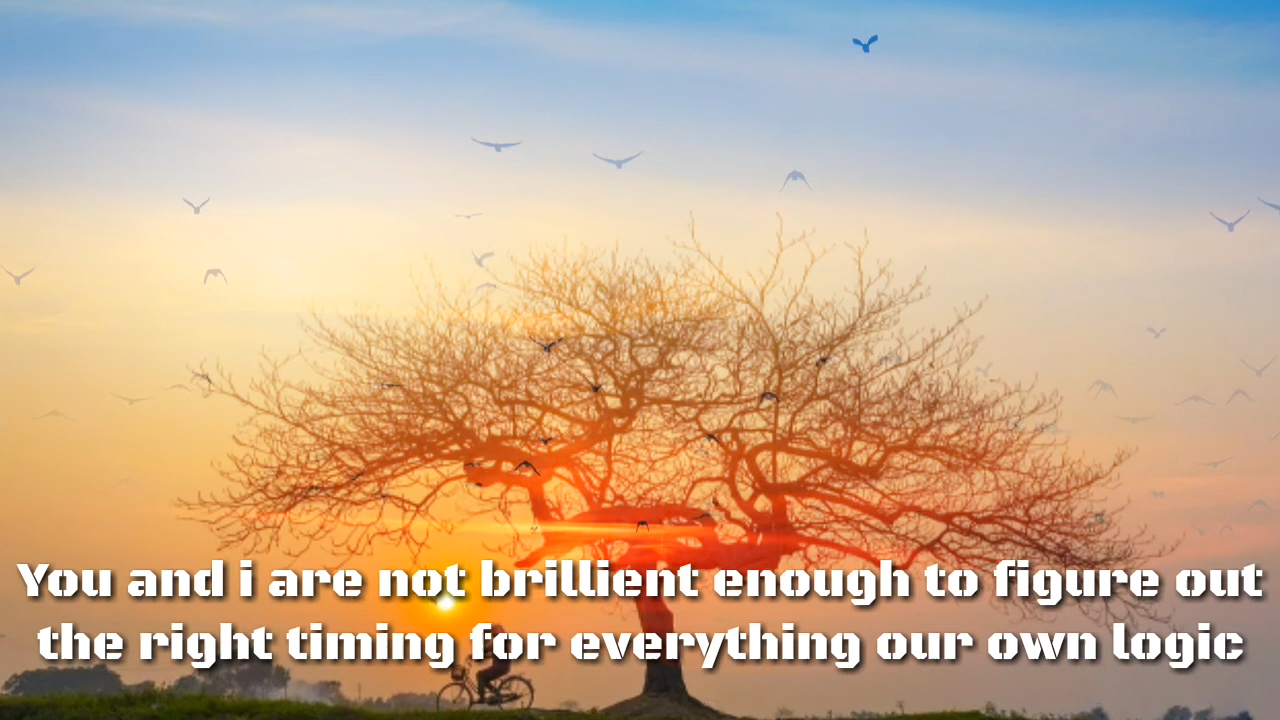 You and i are not brillient enough to figure out
the right timing for everything our own logic